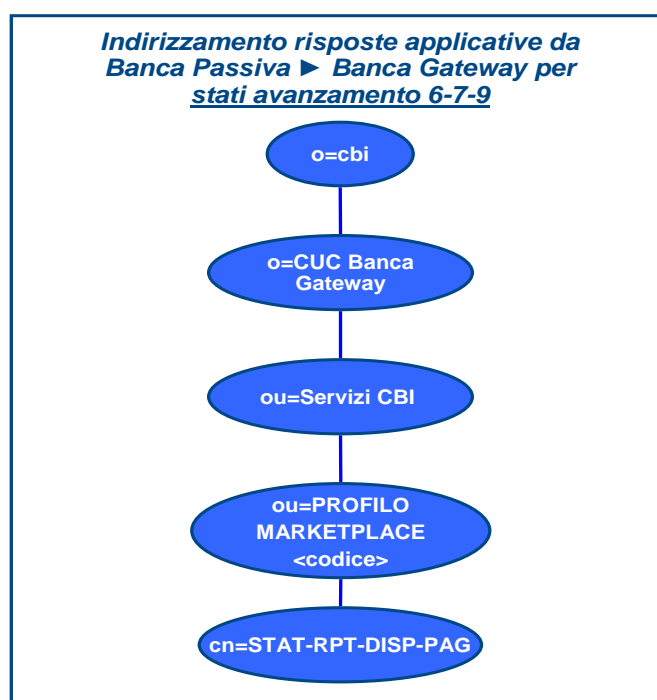 Indirizzamento risposte applicative da
Banca Passiva ► Banca Gateway per
stati avanzamento 6-7-9
o=cbi
o=CUC Banca
Gateway
ou=Servizi CBI
ou=PROFILO
MARKETPLACE
<codice>
cn=STAT-RPT-DISP-PAG